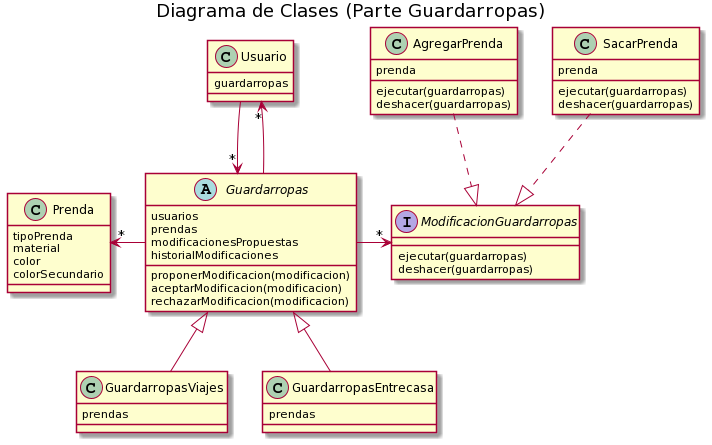 Diagrama de Clases (Parte Guardarropas)
C Usuario
guardarropas
C AgregarPrenda
prenda
ejecutar(guardarropas)
deshacer(guardarropas)
C SacarPrenda
prenda
ejecutar(guardarropas)
deshacer(guardarropas)
*
*
C Prenda
tipoPrenda
material
color
colorSecundario
*
A Guardarropas
usuarios
prendas
modificacionesPropuestas
historialModificaciones
proponerModificacion(modificacion)
aceptarModificacion(modificacion)
rechazarModificacion(modificacion)
*
I ModificacionGuardarropas
ejecutar(guardarropas)
deshacer(guardarropas)
C GuardarropasViajes
prendas
C GuardarropasEntrecasa
prendas